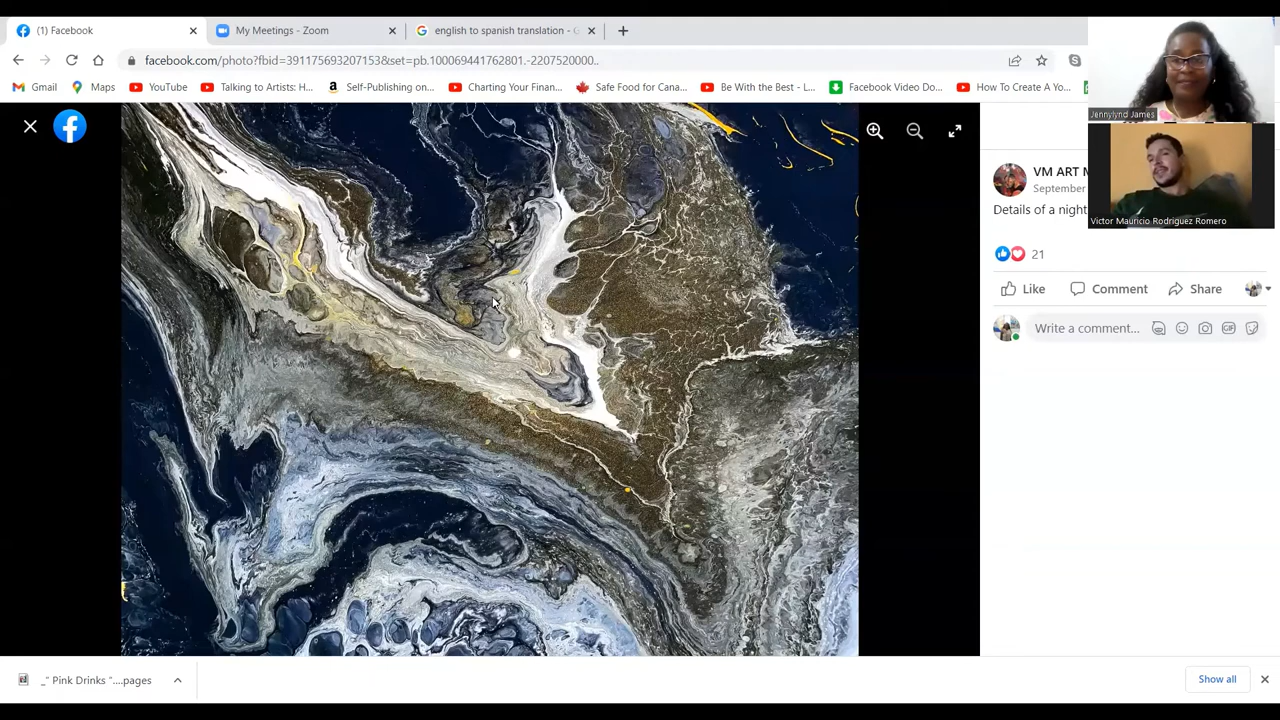 (1) Facebook
My Meetings - Zoom
english to spanish translation - G
facebook.com/photo?fbid=391175693207153&set=pb.100069441762801.-2207520000..
Gmail
Maps
YouTube
Talking to Artists: H...
Self-Publishing on...
Charting Your Finan...
Safe Food for Cana...
Be With the Best - L...
Facebook Video Do...
How To Create A Yo...
Jennylynd James
Victor Mauricio Rodriguez Romero
VM ART M
September
Details of a night
21
Like
Comment
Share
Write a comment...
GIF
_" Pink Drinks "....pages
Show all